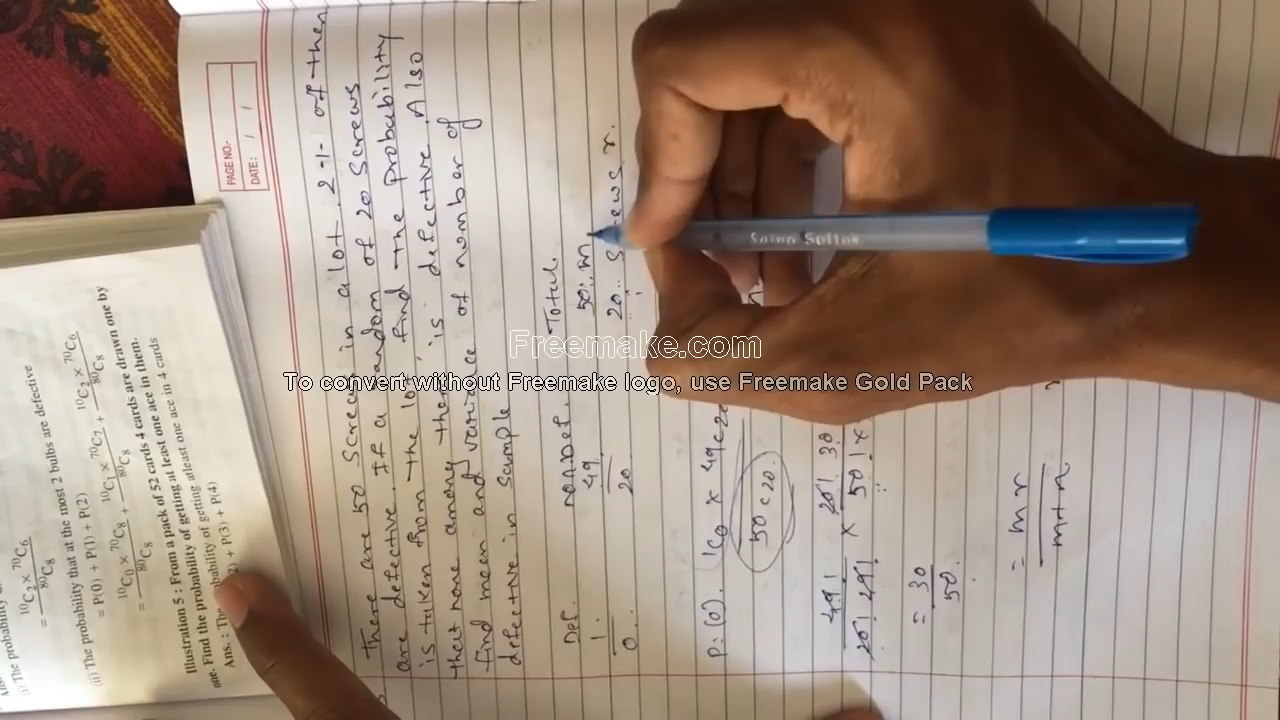 The probability
¹⁰C₂ × ⁷⁰C₆
= ⁸⁰C₈
(ii) The probability that at the most 2 bulbs are defective
= P(0) + P(1) + P(2)
= ¹⁰C₀ × ⁷⁰C₈ / ⁸⁰C₈ + ¹⁰C₁ × ⁷⁰C₇ / ⁸⁰C₈ + ¹⁰C₂ × ⁷⁰C₆ / ⁸⁰C₈
Illustration 5 : From a pack of 52 cards 4 cards are drawn one by
one. Find the probability of getting at least one ace in them.
Ans. : The probability of getting atleast one ace in 4 cards
+ P(3) + P(4)
PAGE NO.:
DATE: / /
There are 50 Screws in a lot. 2 % of them
are defective. If a random of 20 Screws
is taken from the lot, find the probability
that none among them is defective. Also
find mean and variance of number of
defective in sample
Def. nondef. Total
1. 49 50
0. 20 20
P(0). 1C0 × 49C20
50C20.
49! × 20! 30
20! 29! × 50! ×
= 30
50.
Freemake.com
To convert without Freemake logo, use Freemake Gold Pack